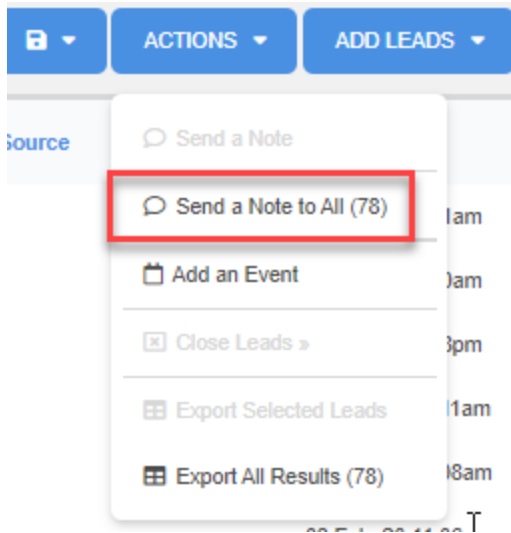 ACTIONS
ADD LEADS
Source
Send a Note
Send a Note to All (78)
Add an Event
Close Leads »
Export Selected Leads
Export All Results (78)